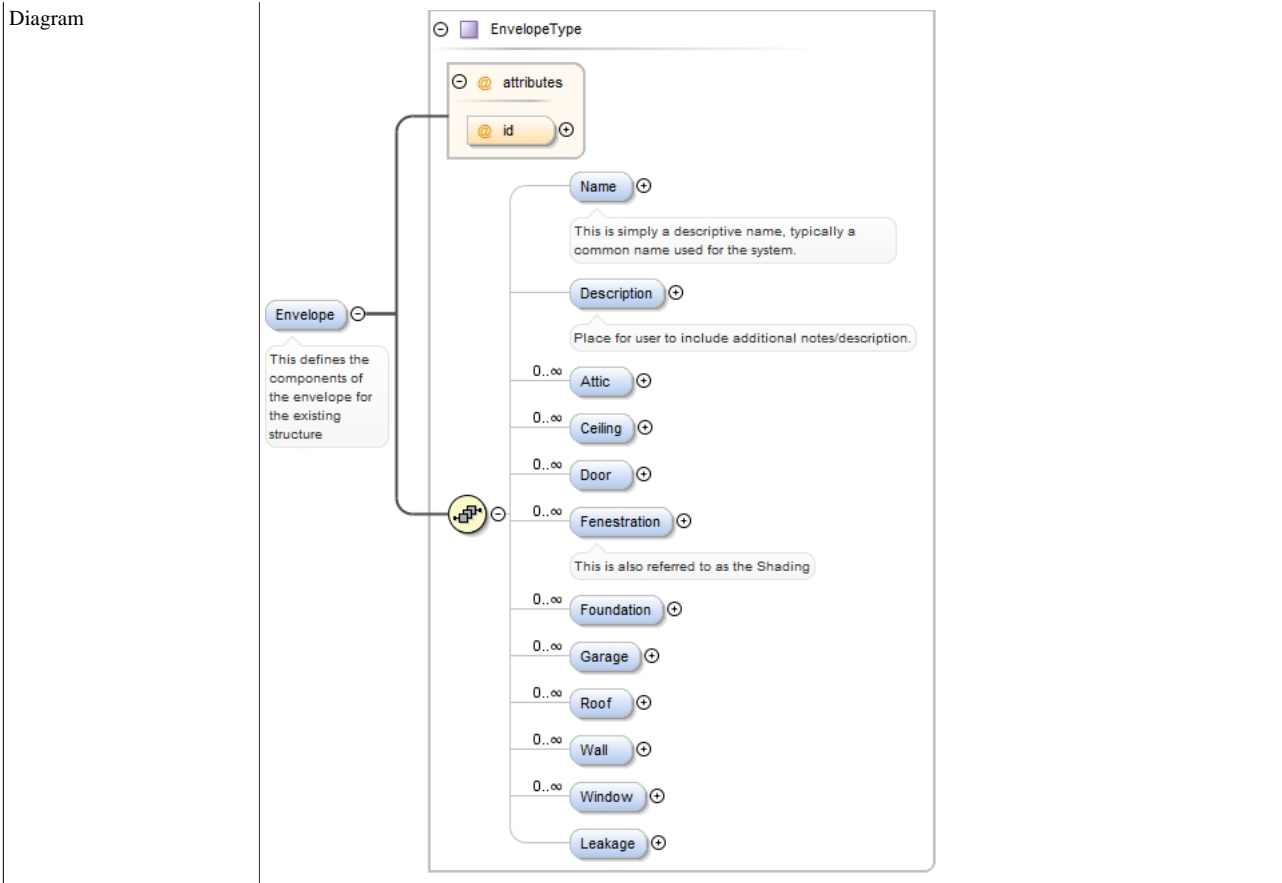 Diagram
EnvelopeType
@ attributes
@ id
Name
This is simply a descriptive name, typically a
common name used for the system.
Description
Place for user to include additional notes/description.
Envelope
This defines the
components of
the envelope for
the existing
structure
0..∞
Attic
0..∞
Ceiling
0..∞
Door
0..∞
Fenestration
This is also referred to as the Shading
0..∞
Foundation
0..∞
Garage
0..∞
Roof
0..∞
Wall
0..∞
Window
Leakage